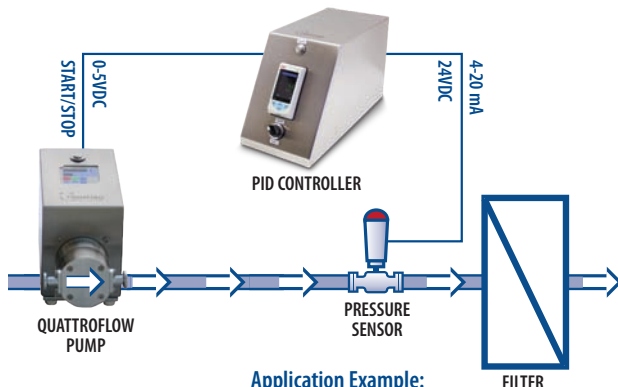 0-5VDC
START/STOP
4-20 mA
24VDC
PID CONTROLLER
QUATTROFLOW
PUMP
PRESSURE
SENSOR
Application Example:
FILTER